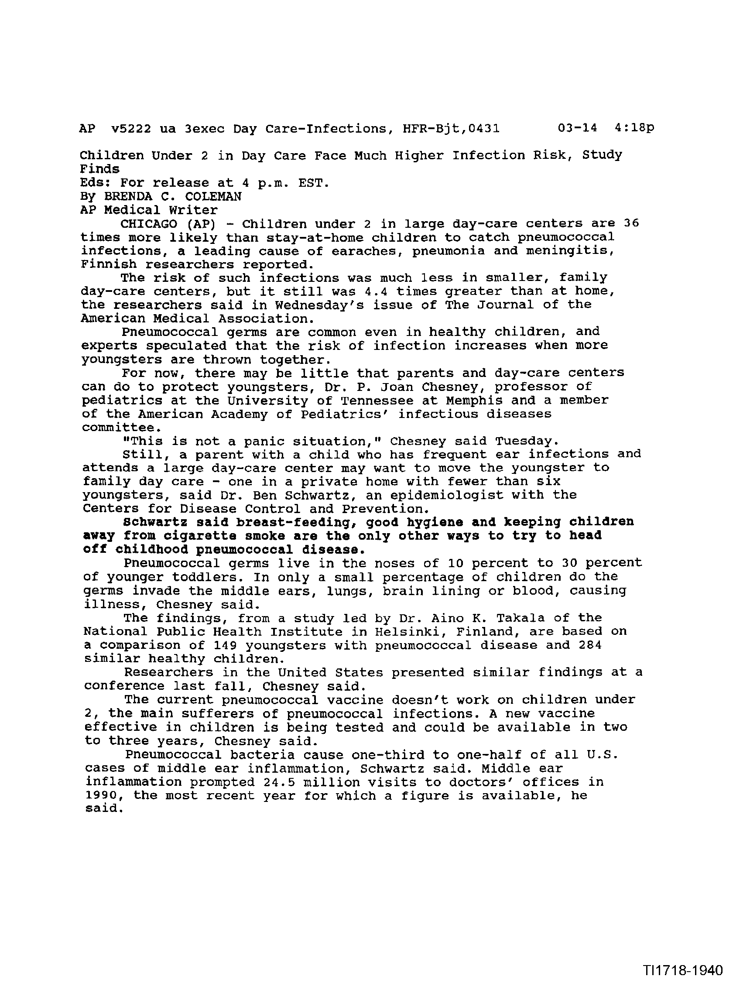 AP v5222 ua 3exec Day Care-Infections, HFR-Bjt,0431 03-14 4:18p
Children Under 2 in Day Care Face Much Higher Infection Risk, Study
Finds
Eds: For release at 4 p.m. EST.
By BRENDA C. COLEMAN
AP Medical Writer
CHICAGO (AP) - Children under 2 in large day-care centers are 36
times more likely than stay-at-home children to catch pneumococcal
infections, a leading cause of earaches, pneumonia and meningitis,
Finnish researchers reported.
The risk of such infections was much less in smaller, family
day-care centers, but it still was 4.4 times greater than at home,
the researchers said in Wednesday's issue of The Journal of the
American Medical Association.
Pneumococcal germs are common even in healthy children, and
experts speculated that the risk of infection increases when more
youngsters are thrown together.
For now, there may be little that parents and day-care centers
can do to protect youngsters, Dr. P. Joan Chesney, professor of
pediatrics at the University of Tennessee at Memphis and a member
of the American Academy of Pediatrics' infectious diseases
committee.
"This is not a panic situation," Chesney said Tuesday.
Still, a parent with a child who has frequent ear infections and
attends a large day-care center may want to move the youngster to
family day care - one in a private home with fewer than six
youngsters, said Dr. Ben Schwartz, an epidemiologist with the
Centers for Disease Control and Prevention.
Schwartz said breast-feeding, good hygiene and keeping children
away from cigarette smoke are the only other ways to try to head
off childhood pneumococcal disease.
Pneumococcal germs live in the noses of 10 percent to 30 percent
of younger toddlers. In only a small percentage of children do the
germs invade the middle ears, lungs, brain lining or blood, causing
illness, Chesney said.
The findings, from a study led by Dr. Aino K. Takala of the
National Public Health Institute in Helsinki, Finland, are based on
a comparison of 149 youngsters with pneumococcal disease and 284
similar healthy children.
Researchers in the United States presented similar findings at a
conference last fall, Chesney said.
The current pneumococcal vaccine doesn't work on children under
2, the main sufferers of pneumococcal infections. A new vaccine
effective in children is being tested and could be available in two
to three years, Chesney said.
Pneumococcal bacteria cause one-third to one-half of all U.S.
cases of middle ear inflammation, Schwartz said. Middle ear
inflammation prompted 24.5 million visits to doctors' offices in
1990, the most recent year for which a figure is available, he
said.
TI1718-1940